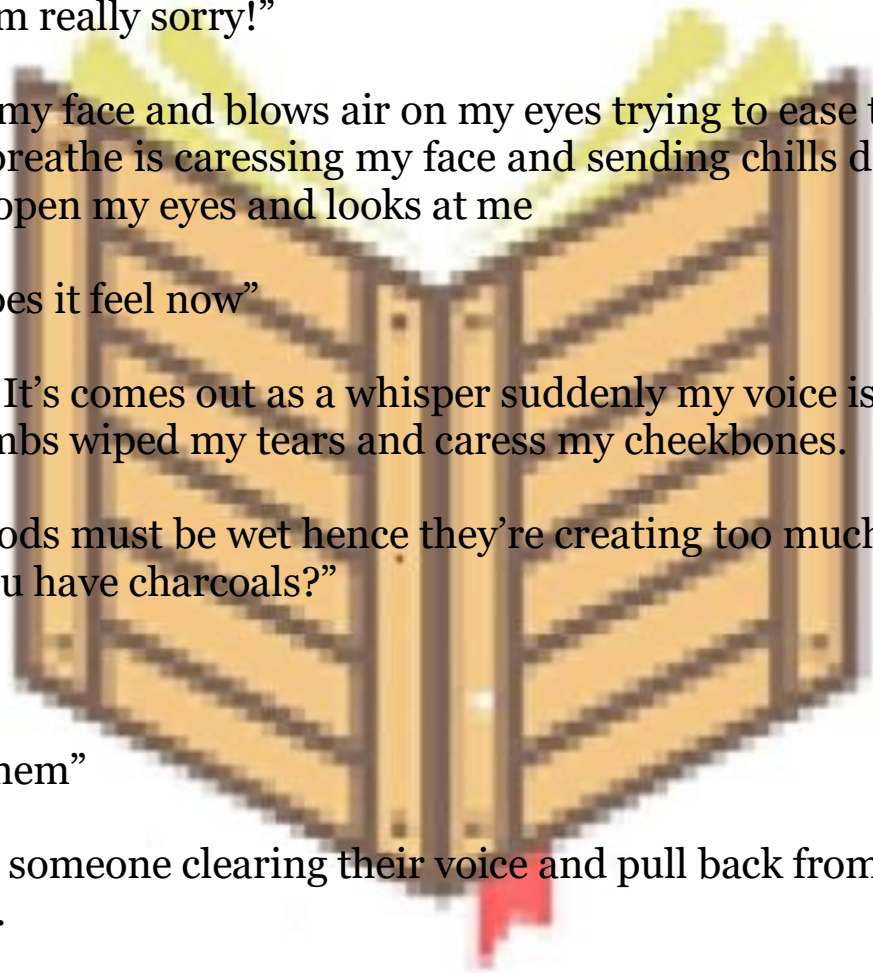 m really sorry!”
my face and blows air on my eyes trying to ease t
breathe is caressing my face and sending chills d
open my eyes and looks at me
oes it feel now”
It’s comes out as a whisper suddenly my voice is
mbs wiped my tears and caress my cheekbones.
ods must be wet hence they’re creating too much
u have charcoals?”
hem”
someone clearing their voice and pull back from
.